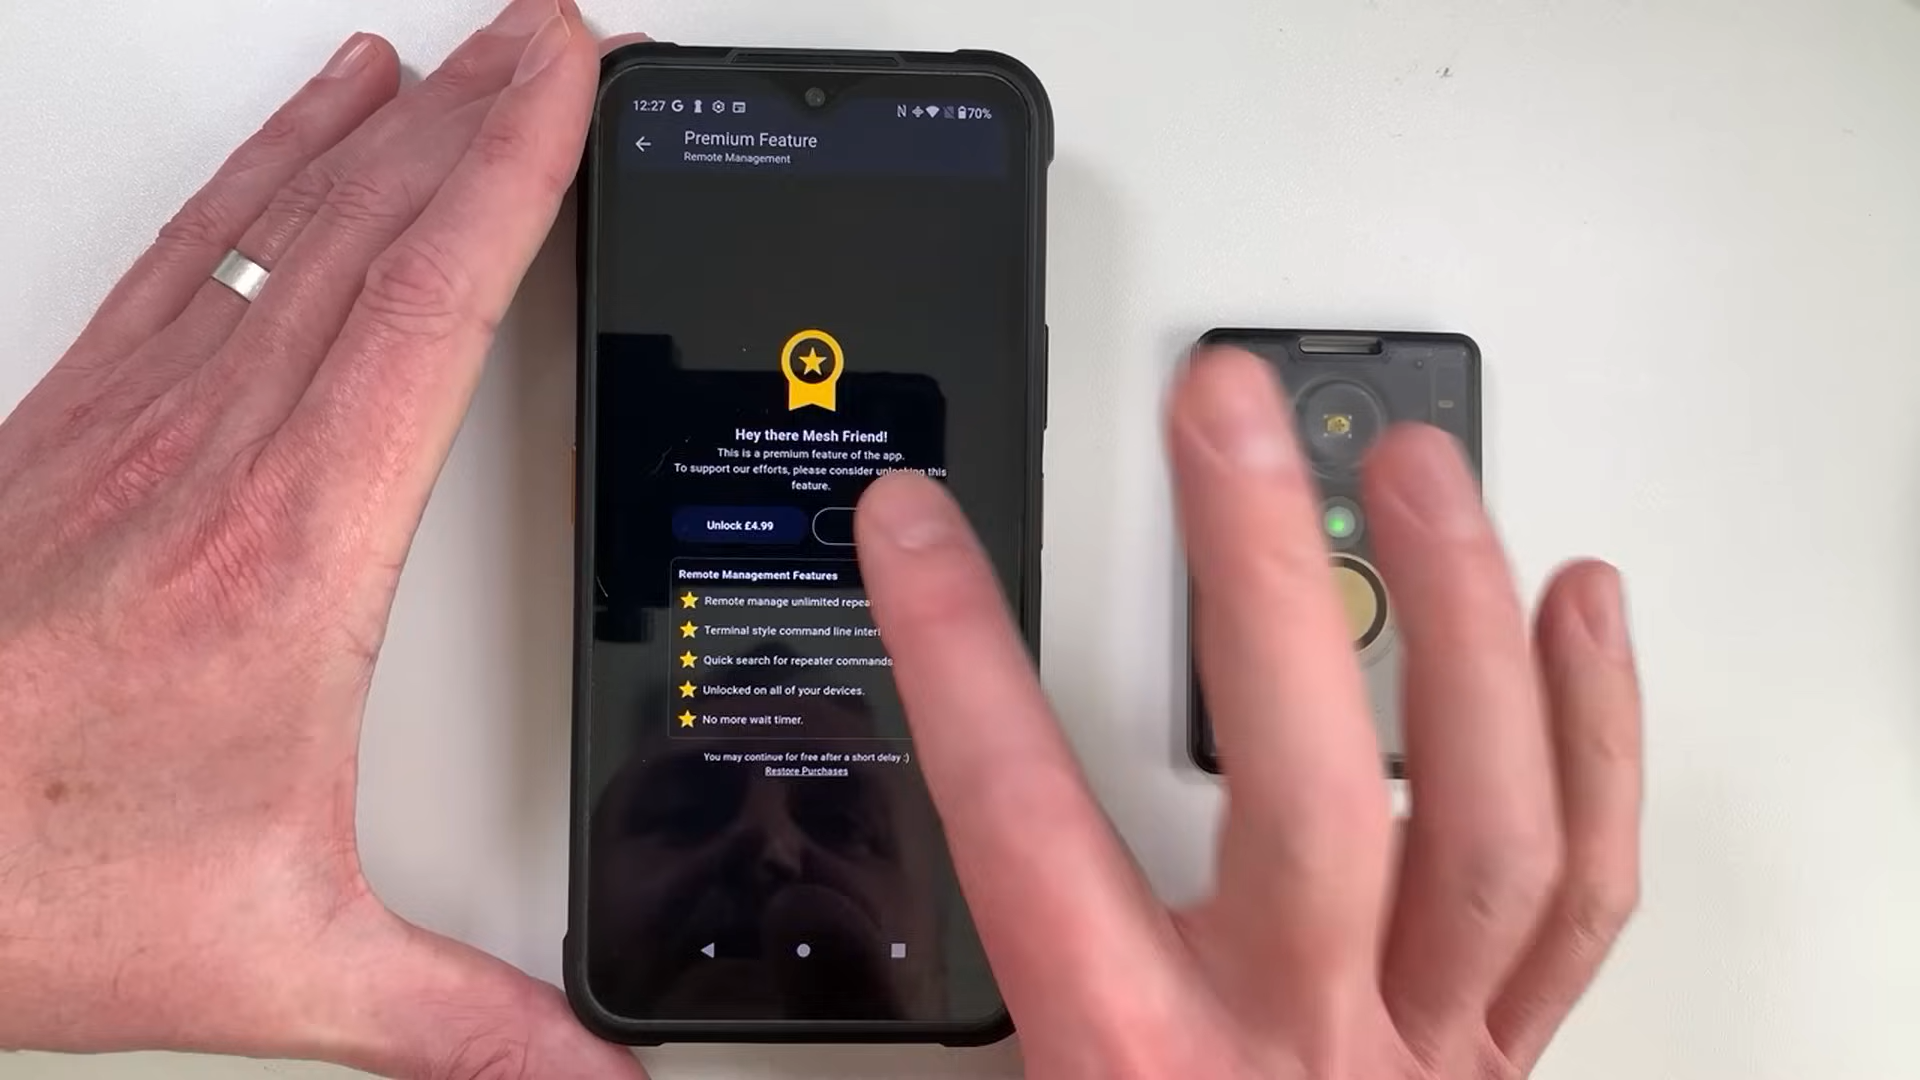 12:27
N
70%
Premium Feature
Remote Management
Hey there Mesh Friend!
This is a premium feature of the app.
To support our efforts, please consider unlocking this
feature.
Unlock £4.99
Remote Management Features
Remote manage unlimited
Terminal style command line
Quick search for repeater commands
Unlocked on all of your devices.
No more wait timer.
You may continue for free after a short delay :)
Restore Purchases